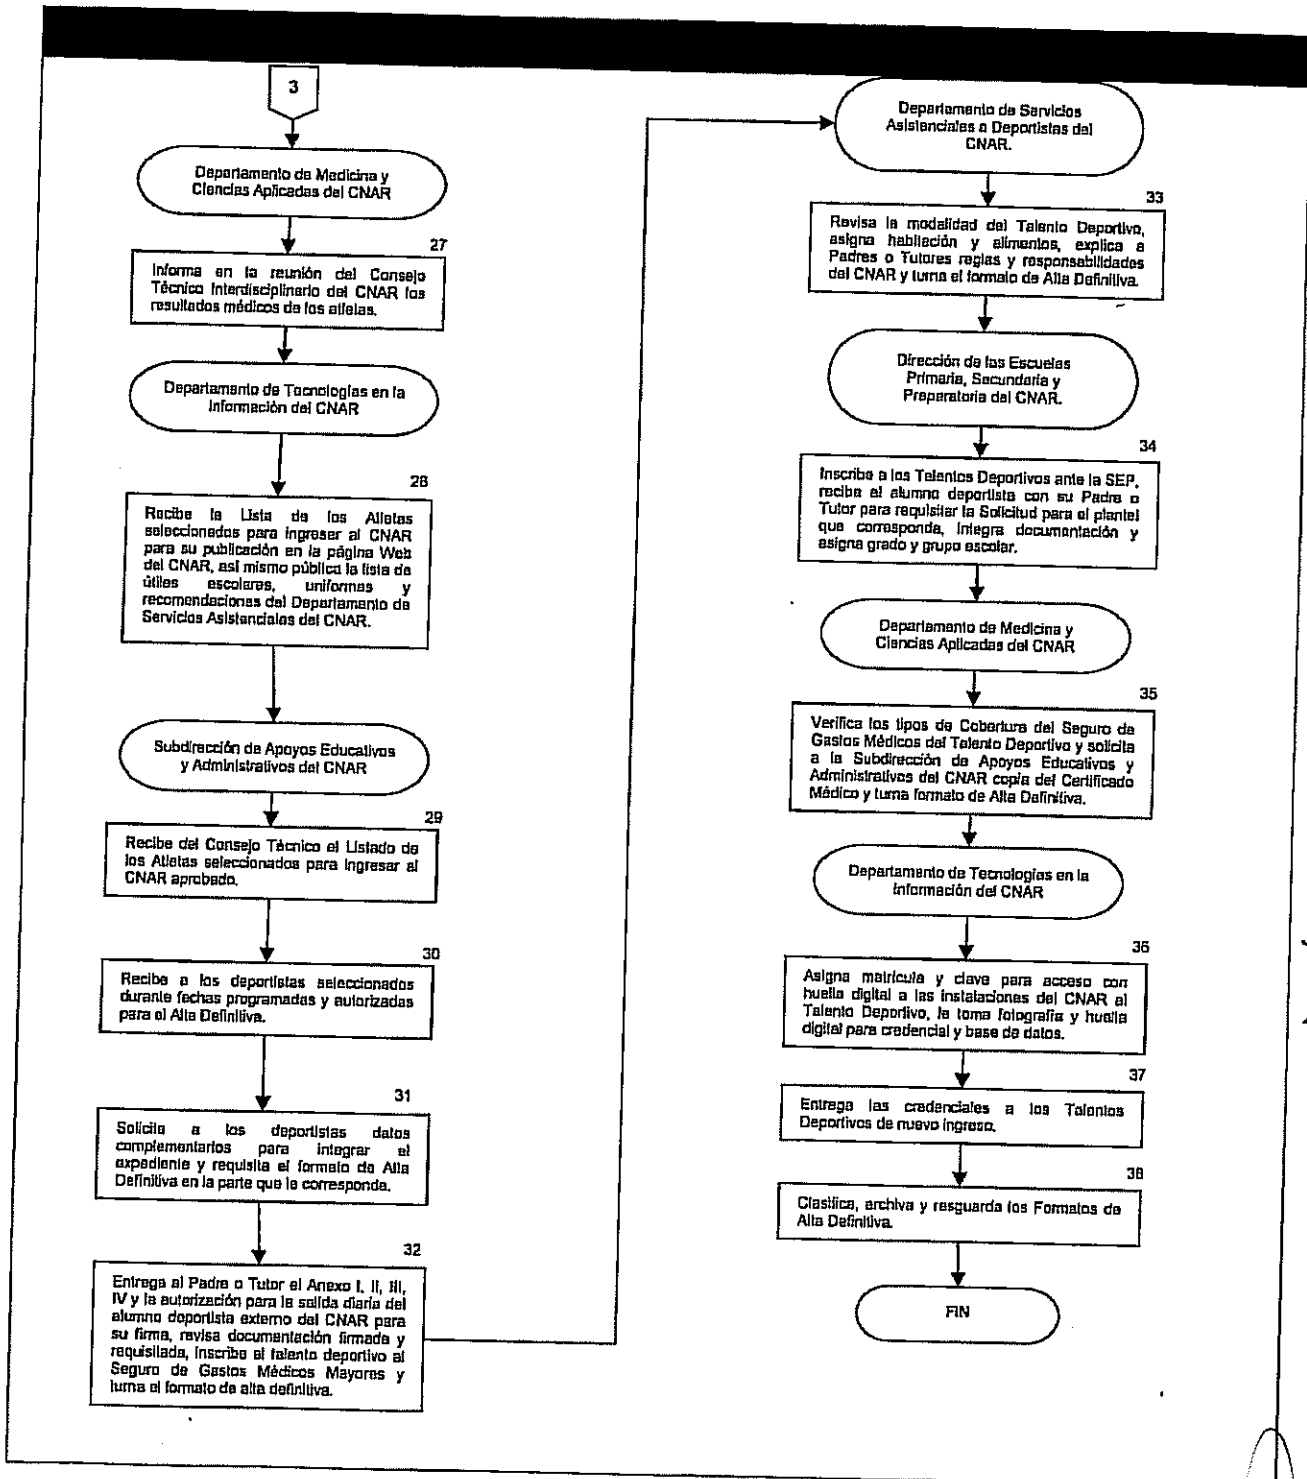 3
Departamento de Medicina y
Ciencias Aplicadas del CNAR
27
Informa en la reunión del Consejo
Técnico Interdisciplinario del CNAR los
resultados médicos de los atletas.
Departamento de Tecnologías en la
Información del CNAR
28
Recibe la Lista de los Atletas
seleccionados para ingresar al CNAR
para su publicación en la página Web
del CNAR, así mismo pública la lista de
útiles escolares, uniformes y
recomendaciones del Departamento de
Servicios Asistenciales del CNAR.
Subdirección de Apoyos Educativos
y Administrativos del CNAR
29
Recibe del Consejo Técnico el Listado de
los Atletas seleccionados para ingresar al
CNAR aprobado.
30
Recibe a los deportistas seleccionados
durante fechas programadas y autorizadas
para el Alta Definitiva.
31
Solicita a los deportistas datos
complementarios para integrar el
expediente y requisita el formato de Alta
Definitiva en la parte que le corresponda.
32
Entrega al Padre o Tutor el Anexo I, II, III,
IV y la autorización para la salida diaria del
alumno deportista externo del CNAR para
su firma, revisa documentación firmada y
requisitada, inscribe al talento deportivo al
Seguro de Gastos Médicos Mayores y
turna el formato de alta definitiva.
Departamento de Servicios
Asistenciales a Deportistas del
CNAR.
33
Revisa la modalidad del Talento Deportivo,
asigna habitación y alimentos, explica a
Padres o Tutores reglas y responsabilidades
del CNAR y turna el formato de Alta Definitiva.
Dirección de las Escuelas
Primaria, Secundaria y
Preparatoria del CNAR.
34
Inscribe a los Talentos Deportivos ante la SEP,
recibe al alumno deportista con su Padre o
Tutor para requisitar la Solicitud para el plantel
que corresponda, integra documentación y
asigna grado y grupo escolar.
Departamento de Medicina y
Ciencias Aplicadas del CNAR
35
Verifica los tipos de Cobertura del Seguro de
Gastos Médicos del Talento Deportivo y solicita
a la Subdirección de Apoyos Educativos y
Administrativos del CNAR copia del Certificado
Médico y turna formato de Alta Definitiva.
Departamento de Tecnologías en la
Información del CNAR
36
Asigna matrícula y clave para acceso con
huella digital a las instalaciones del CNAR al
Talento Deportivo, le toma fotografía y huella
digital para credencial y base de datos.
37
Entrega las credenciales a los Talentos
Deportivos de nuevo ingreso.
38
Clasifica, archiva y resguarda los Formatos de
Alta Definitiva.
FIN